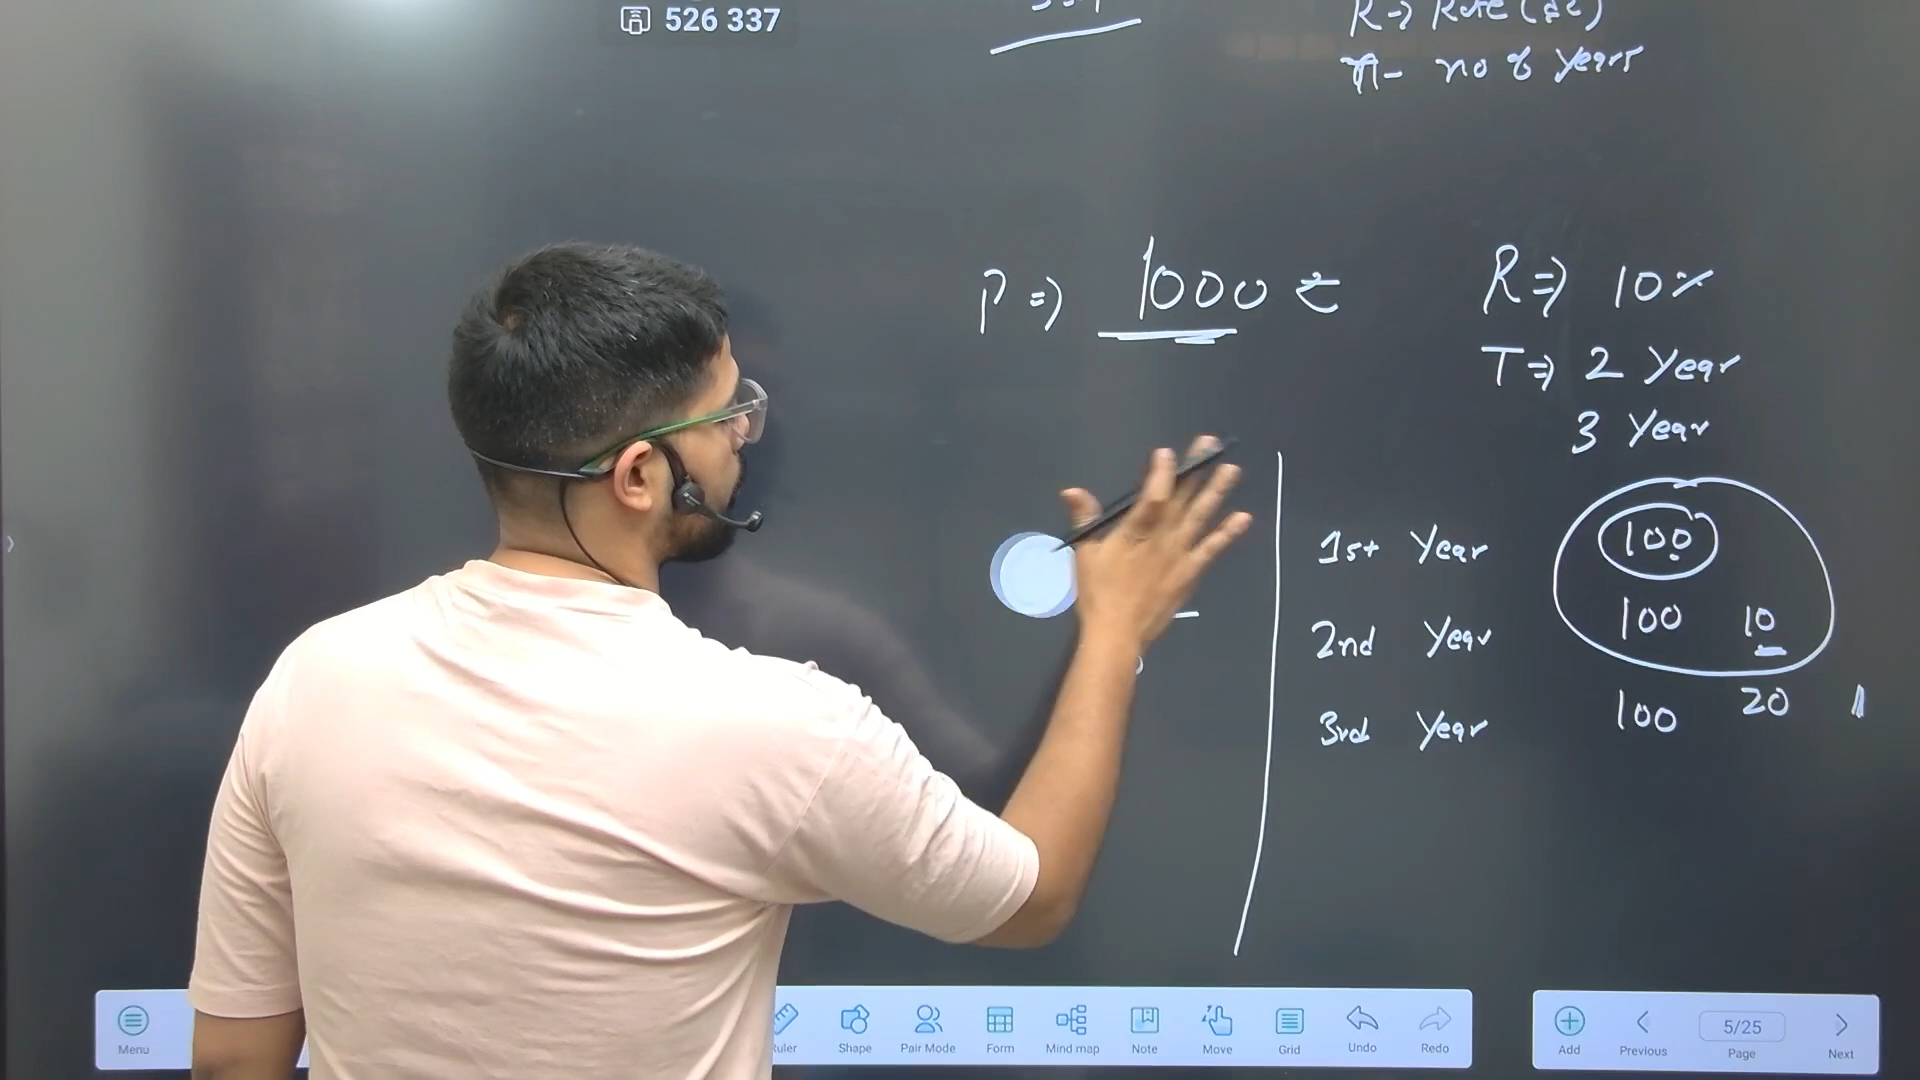 526 337
R => Rate
n - no of years
P => 1000 ₹
R => 10%
T => 2 Year
3 Year
1st Year 100
2nd Year 100 10
3rd Year 100 20 1
Menu
Ruler Shape Pair Mode Form Mind map Note Move Grid Undo Redo
Add Previous 5/25 Page Next